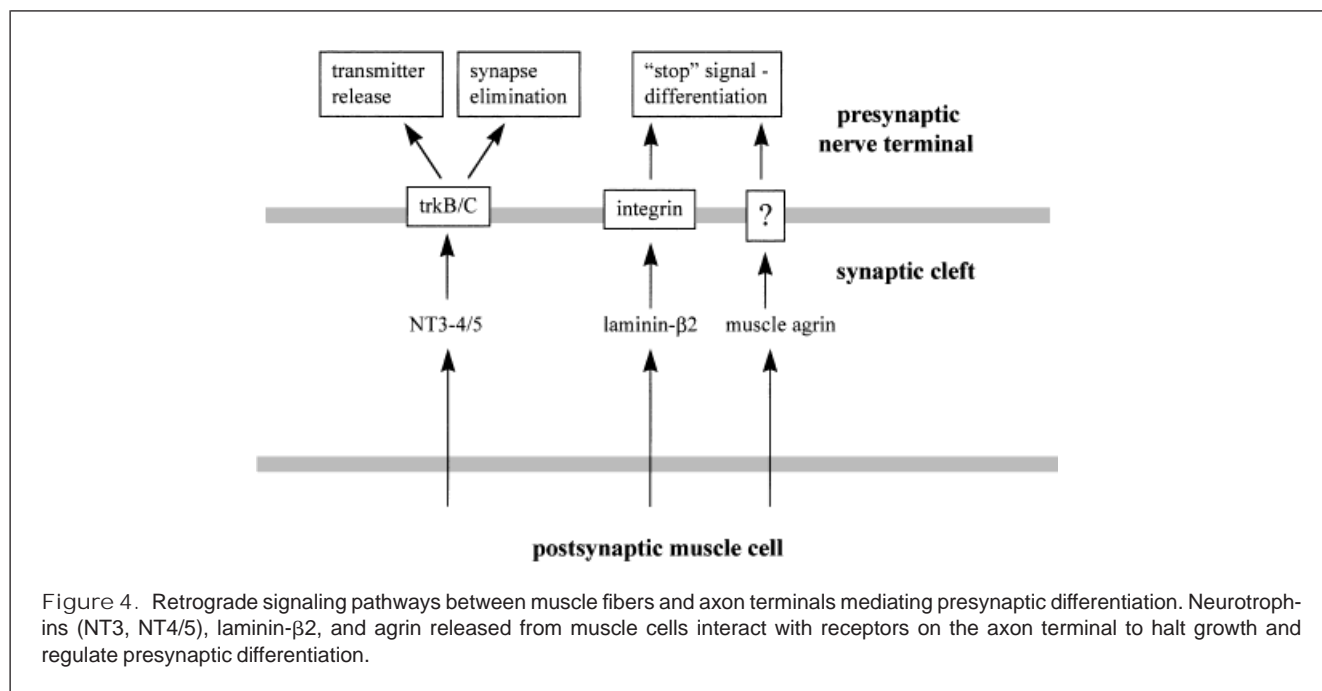 transmitter
release
synapse
elimination
"stop" signal -
differentiation
presynaptic
nerve terminal
trkB/C
integrin
?
synaptic cleft
NT3-4/5
laminin-β2
muscle agrin
postsynaptic muscle cell
Figure 4. Retrograde signaling pathways between muscle fibers and axon terminals mediating presynaptic differentiation. Neurotroph-
ins (NT3, NT4/5), laminin-β2, and agrin released from muscle cells interact with receptors on the axon terminal to halt growth and
regulate presynaptic differentiation.